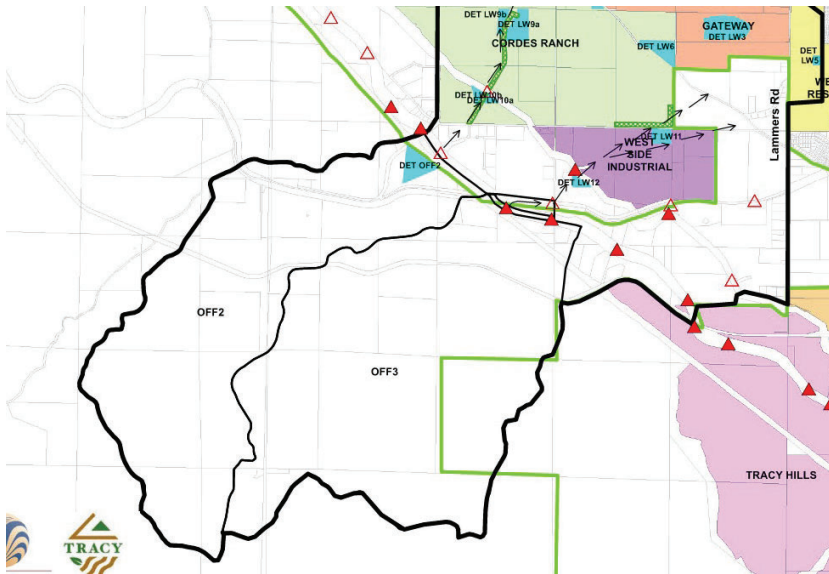 DET LW9b
DET LW9a
GATEWAY
DET LW3
CORDES RANCH
DET LW6
DET
LW5
DET LW10b
DET LW10a
Lammers Rd
DET LW11
WEST
SIDE
INDUSTRIAL
DET OFF2
DET LW12
OFF2
OFF3
TRACY HILLS
TRACY